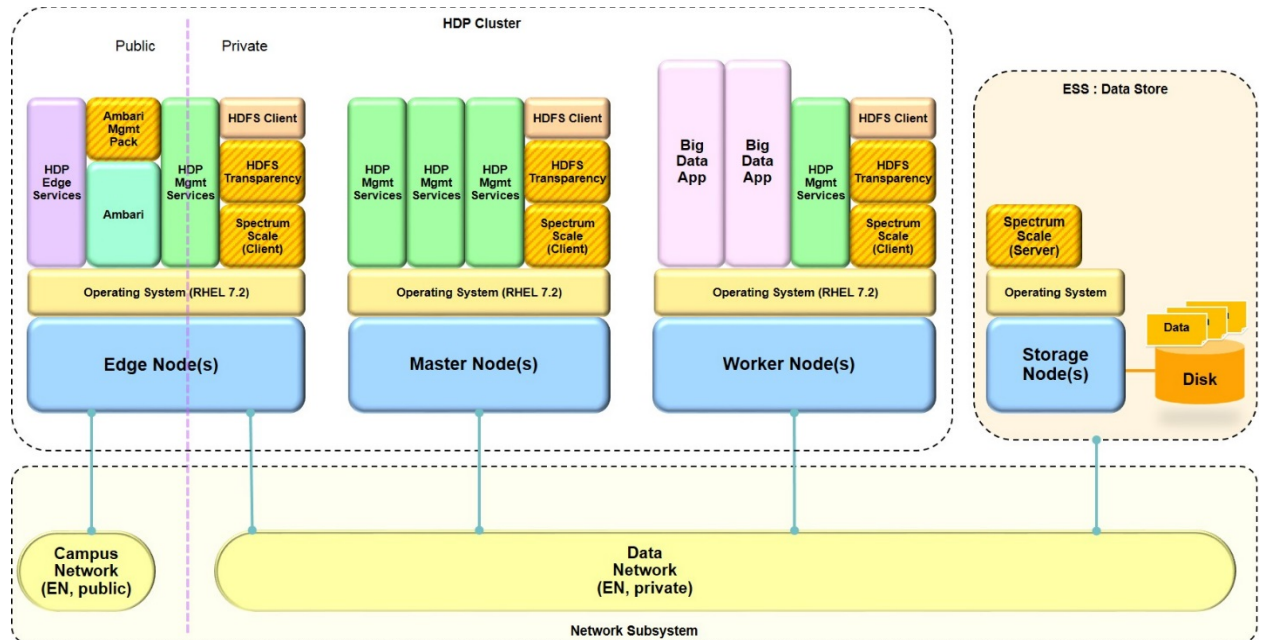 HDP Cluster
Public
Private
HDP
Edge
Services
Ambari
Mgmt
Pack
Ambari
HDP
Mgmt
Services
HDFS Client
HDFS
Transparency
Spectrum
Scale
(Client)
Operating System (RHEL 7.2)
Edge Node(s)
HDP
Mgmt
Services
HDP
Mgmt
Services
HDP
Mgmt
Services
HDFS Client
HDFS
Transparency
Spectrum
Scale
(Client)
Operating System (RHEL 7.2)
Master Node(s)
Big
Data
App
Big
Data
App
HDP
Mgmt
Services
HDFS Client
HDFS
Transparency
Spectrum
Scale
(Client)
Operating System (RHEL 7.2)
Worker Node(s)
ESS : Data Store
Spectrum
Scale
(Server)
Operating System
Storage
Node(s)
Data
Disk
Campus
Network
(EN, public)
Data
Network
(EN, private)
Network Subsystem